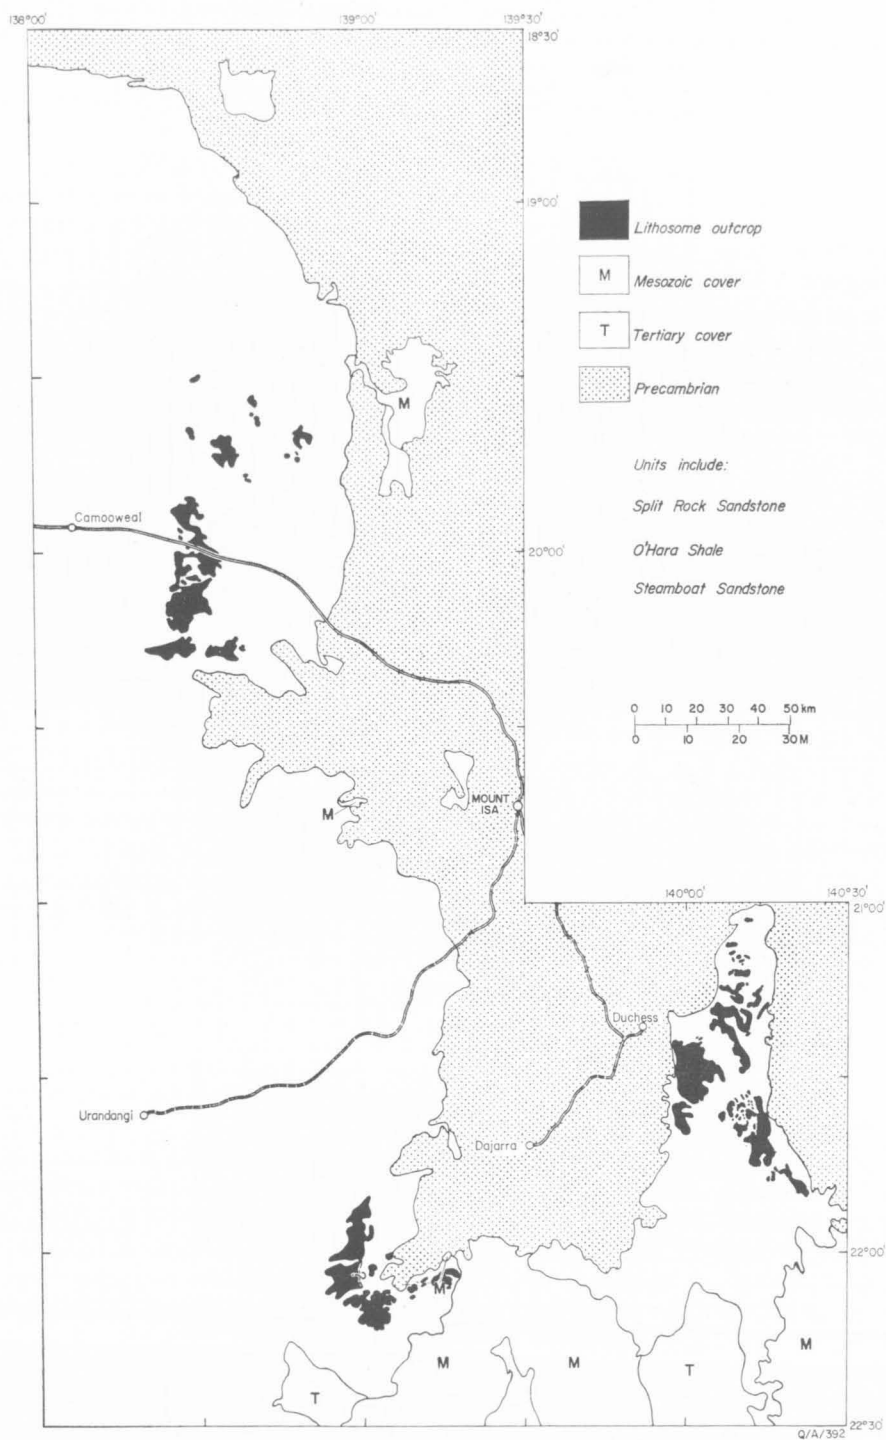 138°00'
139°00'
139°30'
18°30'
19°00'
Lithosome outcrop
M
Mesozoic cover
T
Tertiary cover
Precambrian
M
Units include:
Split Rock Sandstone
O'Hara Shale
Steamboat Sandstone
Camooweal
20°00'
0 10 20 30 40 50 km
0 10 20 30 M
MOUNT
ISA
M
140°00'
140°30'
21°00'
Duchess
Urandangi
Dajarra
22°00'
M
M
M
M
T
T
22°30'
Q/A/392